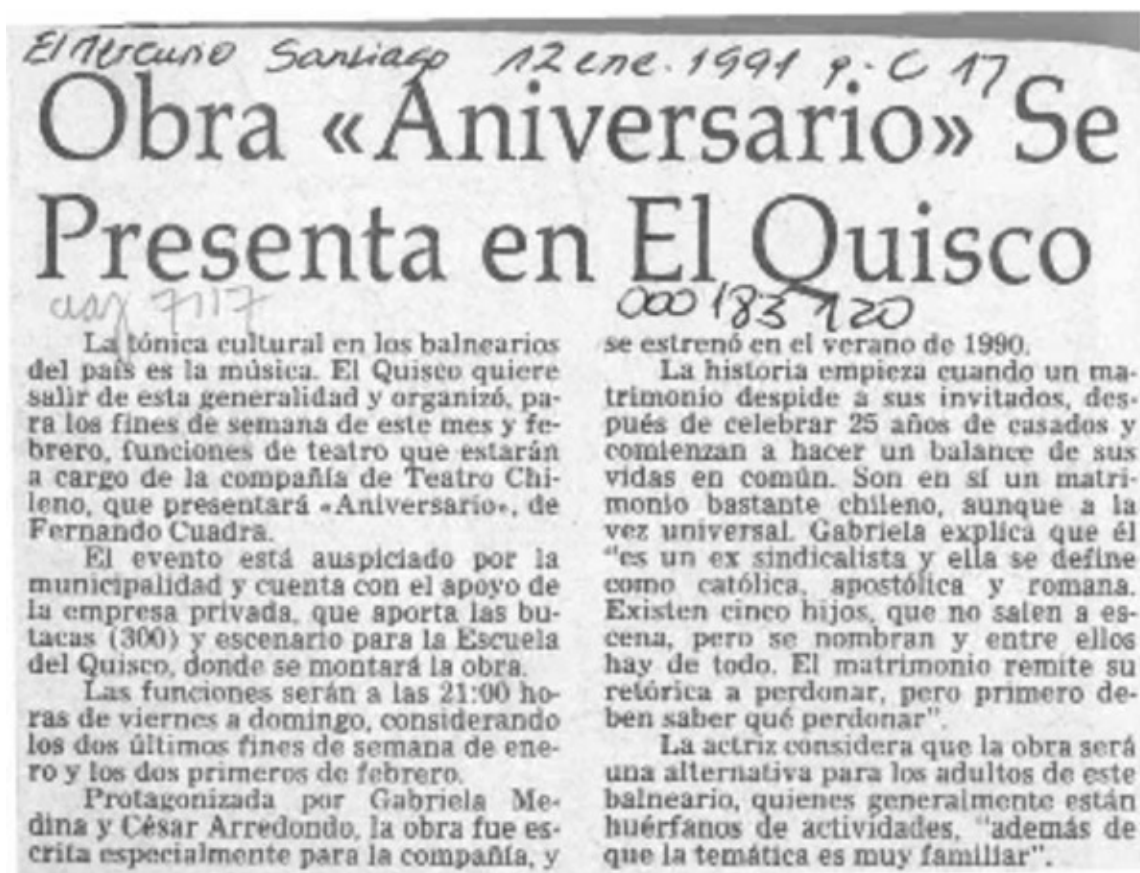 El Mercurio Santiago 12 ene. 1991 p. C 17
Obra «Aniversario» Se
Presenta en El Quisco
7117
000183120
La tónica cultural en los balnearios
del país es la música. El Quisco quiere
salir de esta generalidad y organizó, pa-
ra los fines de semana de este mes y fe-
brero, funciones de teatro que estarán
a cargo de la compañía de Teatro Chi-
leno, que presentará «Aniversario», de
Fernando Cuadra.
El evento está auspiciado por la
municipalidad y cuenta con el apoyo de
la empresa privada, que aporta las bu-
tacas (300) y escenario para la Escuela
del Quisco, donde se montará la obra.
Las funciones serán a las 21:00 ho-
ras de viernes a domingo, considerando
los dos últimos fines de semana de ene-
ro y los dos primeros de febrero.
Protagonizada por Gabriela Me-
dina y César Arredondo, la obra fue es-
crita especialmente para la compañía, y
se estrenó en el verano de 1990.
La historia empieza cuando un ma-
trimonio despide a sus invitados, des-
pués de celebrar 25 años de casados y
comienzan a hacer un balance de sus
vidas en común. Son en sí un matri-
monio bastante chileno, aunque a la
vez universal. Gabriela explica que él
"es un ex sindicalista y ella se define
como católica, apostólica y romana.
Existen cinco hijos, que no salen a es-
cena, pero se nombran y entre ellos
hay de todo. El matrimonio remite su
retórica a perdonar, pero primero de-
ben saber qué perdonar".
La actriz considera que la obra será
una alternativa para los adultos de este
balneario, quienes generalmente están
huérfanos de actividades, "además de
que la temática es muy familiar".